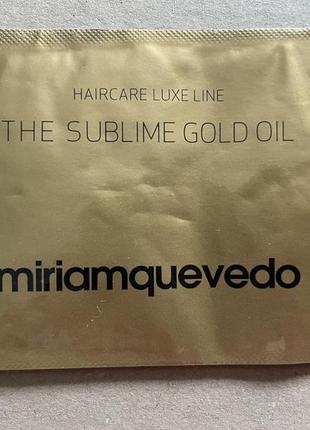 HAIRCARE LUXE LINE
THE SUBLIME GOLD OIL
miriamquevedo